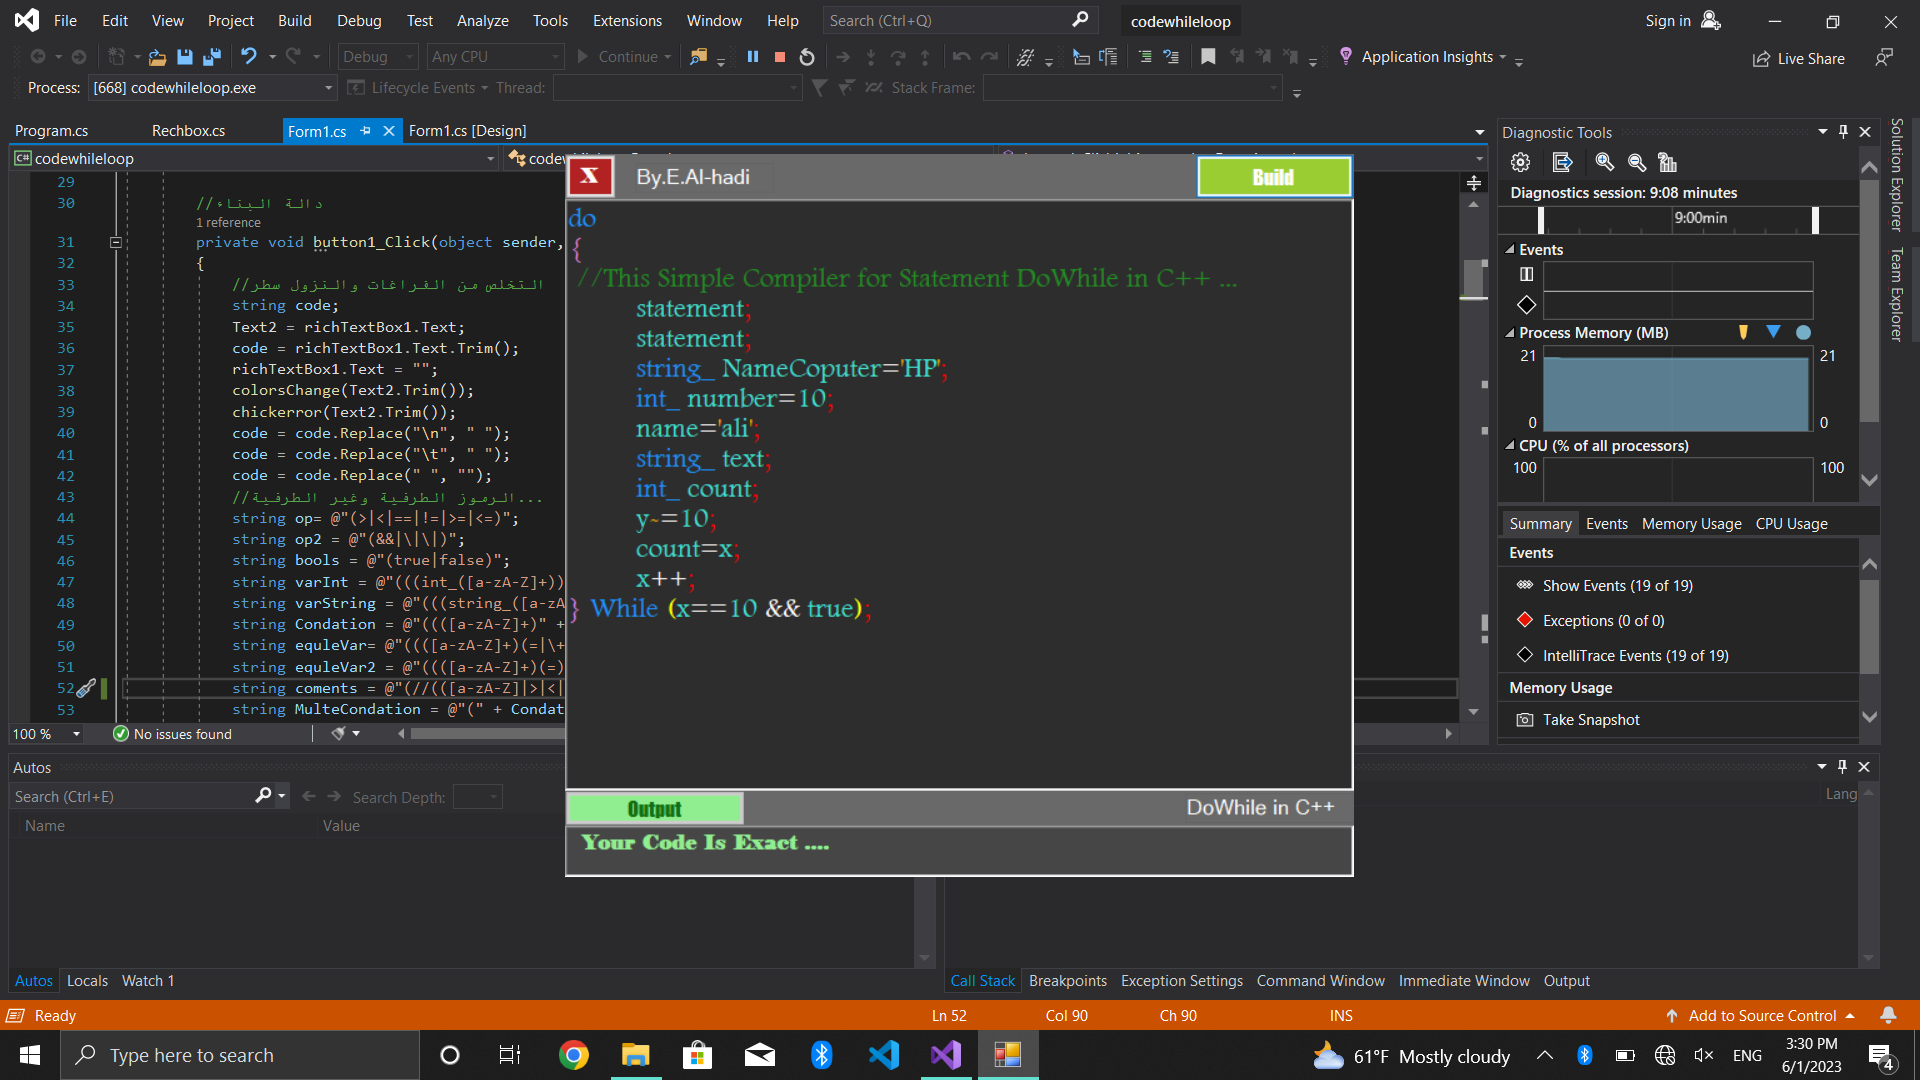 File Edit View Project Build Debug Test Analyze Tools Extensions Window Help Search (Ctrl+Q) codewhileloop Sign in
Debug Any CPU Continue Application Insights Live Share
Process: [668] codewhileloop.exe Lifecycle Events Thread: Stack Frame:
Program.cs Rechbox.cs Form1.cs Form1.cs [Design]
C# codewhileloop
29
30 //دالة البناء
1 reference
31 private void button1_Click(object sender,
32 {
33 //التخلص من الفراغات والنزول سطر
34 string code;
35 Text2 = richTextBox1.Text;
36 code = richTextBox1.Text.Trim();
37 richTextBox1.Text = "";
38 colorsChange(Text2.Trim());
39 chickerror(Text2.Trim());
40 code = code.Replace("\n", " ");
41 code = code.Replace("\t", " ");
42 code = code.Replace(" ", "");
43 //الرموز الطرفية وغير الطرفية...
44 string op= @"(>|<|==|!=|>=|<=)";
45 string op2 = @"(&&|\|\|)";
46 string bools = @"(true|false)";
47 string varInt = @"(((int_([a-zA-Z]+))
48 string varString = @"(((string_([a-zA
49 string Condation = @"((([a-zA-Z]+)" +
50 string equleVar= @"((([a-zA-Z]+)(=|\+
51 string equleVar2 = @"((([a-zA-Z]+)(=)
52 string coments = @"(//(([a-zA-Z]|>|<|
53 string MulteCondation = @"(" + Condat
100 % No issues found
X By.E.Al-hadi Build
do
{
//This Simple Compiler for Statement DoWhile in C++ ...
statement;
statement;
string_ NameCoputer='HP';
int_ number=10;
name='ali';
string_ text;
int_ count;
y~=10;
count=x;
x++;
} While (x==10 && true);
Output DoWhile in C++
Your Code Is Exact ....
Diagnostic Tools
Diagnostics session: 9:08 minutes
9:00min
Events
Process Memory (MB)
21 21
0 0
CPU (% of all processors)
100 100
Summary Events Memory Usage CPU Usage
Events
Show Events (19 of 19)
Exceptions (0 of 0)
IntelliTrace Events (19 of 19)
Memory Usage
Take Snapshot
Solution Explorer
Team Explorer
Autos
Search (Ctrl+E) Search Depth:
Name Value
Lang
Autos Locals Watch 1
Call Stack Breakpoints Exception Settings Command Window Immediate Window Output
Ready Ln 52 Col 90 Ch 90 INS Add to Source Control
Type here to search 61°F Mostly cloudy ENG 3:30 PM
6/1/2023
4